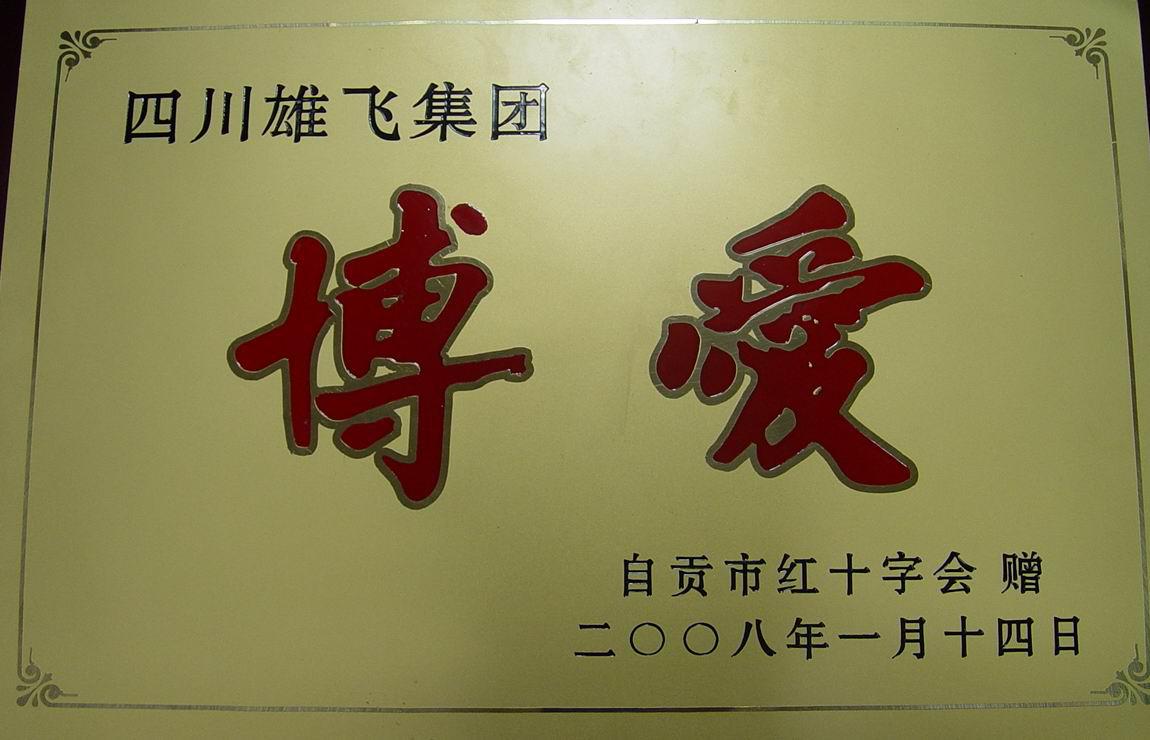 四川雄飞集团
博愛
自贡市红十字会 赠
二〇〇八年一月十四日